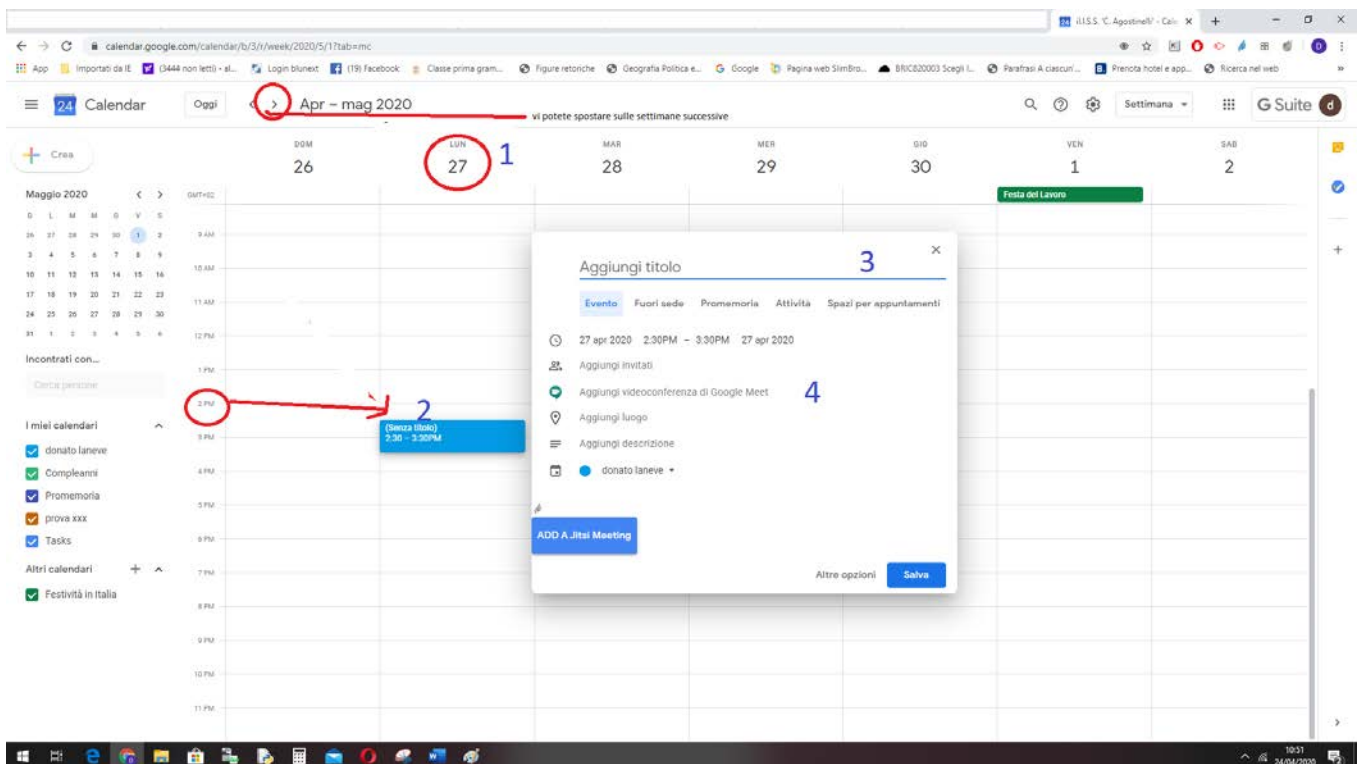 i.I.S.S. 'C. Agostinelli' - Cale
calendar.google.com/calendar/b/3/r/week/2020/5/1?tab=mc
App Importati da IE (3444 non letti) - al... Login blunext (19) Facebook Classe prima gram... Figure retoriche Geografia Politica e... Google Pagina web SlimBro... BRIC820003 Scegli l... Parafrasi A ciascun'... Prenota hotel e app... Ricerca nel web
24 Calendar Oggi Apr – mag 2020 Settimana G Suite d
vi potete spostare sulle settimane successive
Crea
DOM LUN MAR MER GIO VEN SAB
26 27 1 28 29 30 1 2
Maggio 2020
GMT+02
Festa del Lavoro
D L M M G V S
26 27 28 29 30 1 2
3 4 5 6 7 8 9
10 11 12 13 14 15 16
17 18 19 20 21 22 23
24 25 26 27 28 29 30
31 1 2 3 4 5 6
Incontrati con...
Cerca persone
I miei calendari
donato laneve
Compleanni
Promemoria
prova xxx
Tasks
Altri calendari
Festività in Italia
9 AM
10 AM
11 AM
12 PM
1 PM
2 PM
3 PM
4 PM
5 PM
6 PM
7 PM
8 PM
9 PM
10 PM
11 PM
2
(Senza titolo)
2:30 – 3:30PM
Aggiungi titolo 3
Evento Fuori sede Promemoria Attività Spazi per appuntamenti
27 apr 2020 2:30PM – 3:30PM 27 apr 2020
Aggiungi invitati
Aggiungi videoconferenza di Google Meet 4
Aggiungi luogo
Aggiungi descrizione
donato laneve
ADD A Jitsi Meeting
Altre opzioni Salva
10:51
24/04/2020